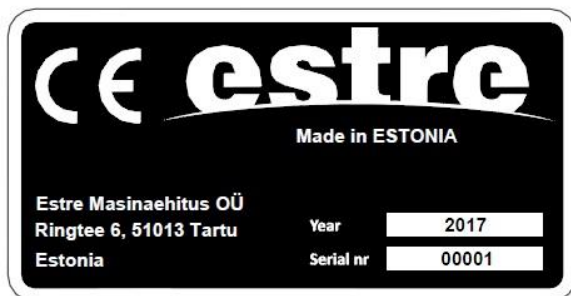 CE estre
Made in ESTONIA
Estre Masinaehitus OÜ
Ringtee 6, 51013 Tartu
Estonia
Year 2017
Serial nr 00001